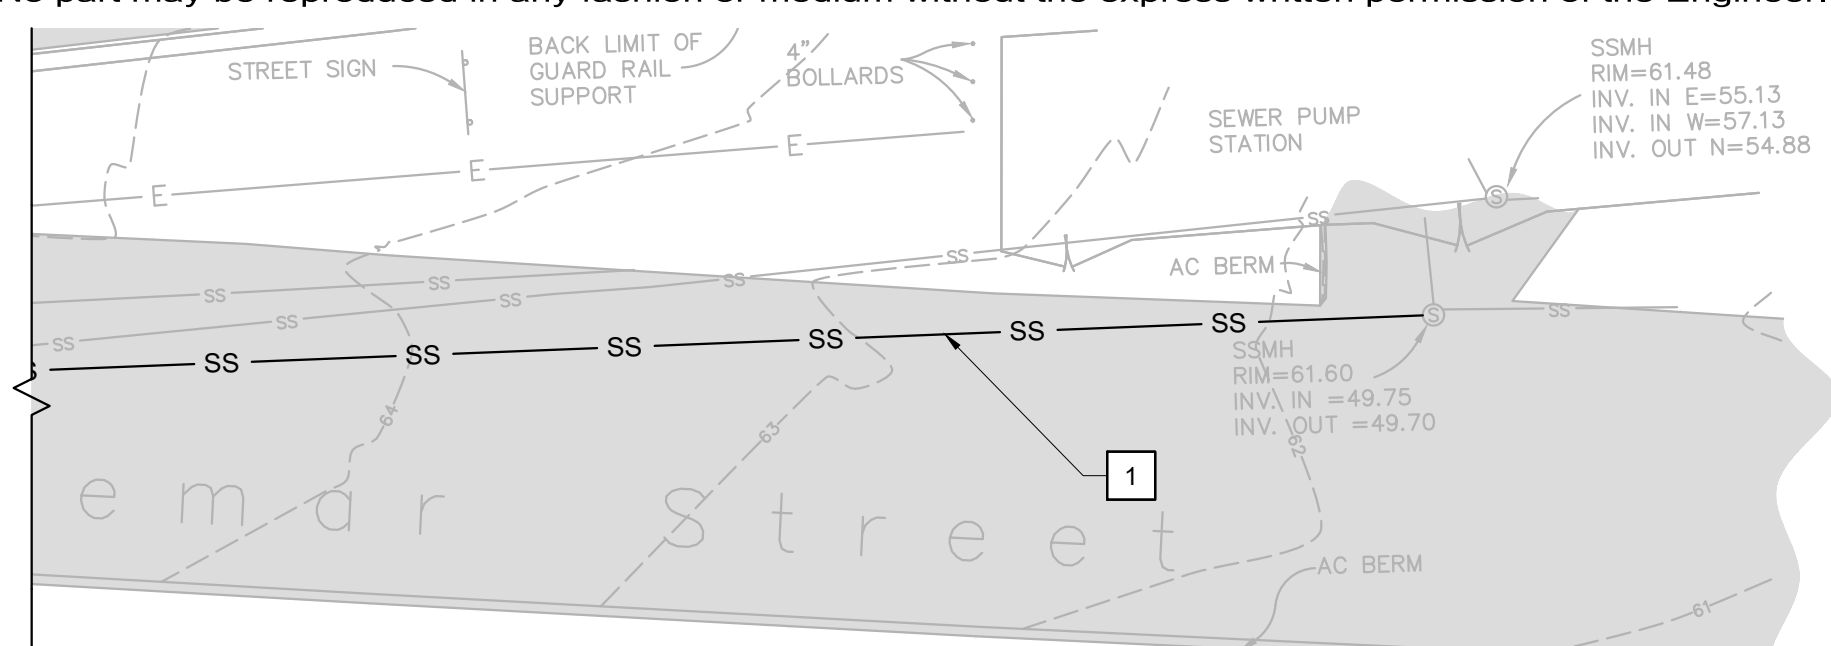 No part may be reproduced in any fashion or medium without the express written permission of the Engineer.
STREET SIGN
BACK LIMIT OF
GUARD RAIL
SUPPORT
4"
BOLLARDS
SEWER PUMP
STATION
SSMH
RIM=61.48
INV. IN E=55.13
INV. IN W=57.13
INV. OUT N=54.88
E
E
E
SS
SS
AC BERM
SS
SS
SS
SS
SS
SS
S
S
SS
SS
SS
SS
SS
SS
SS
SSMH
RIM=61.60
INV. IN =49.75
INV. OUT =49.70
64
63
62
1
emar Street
AC BERM
61